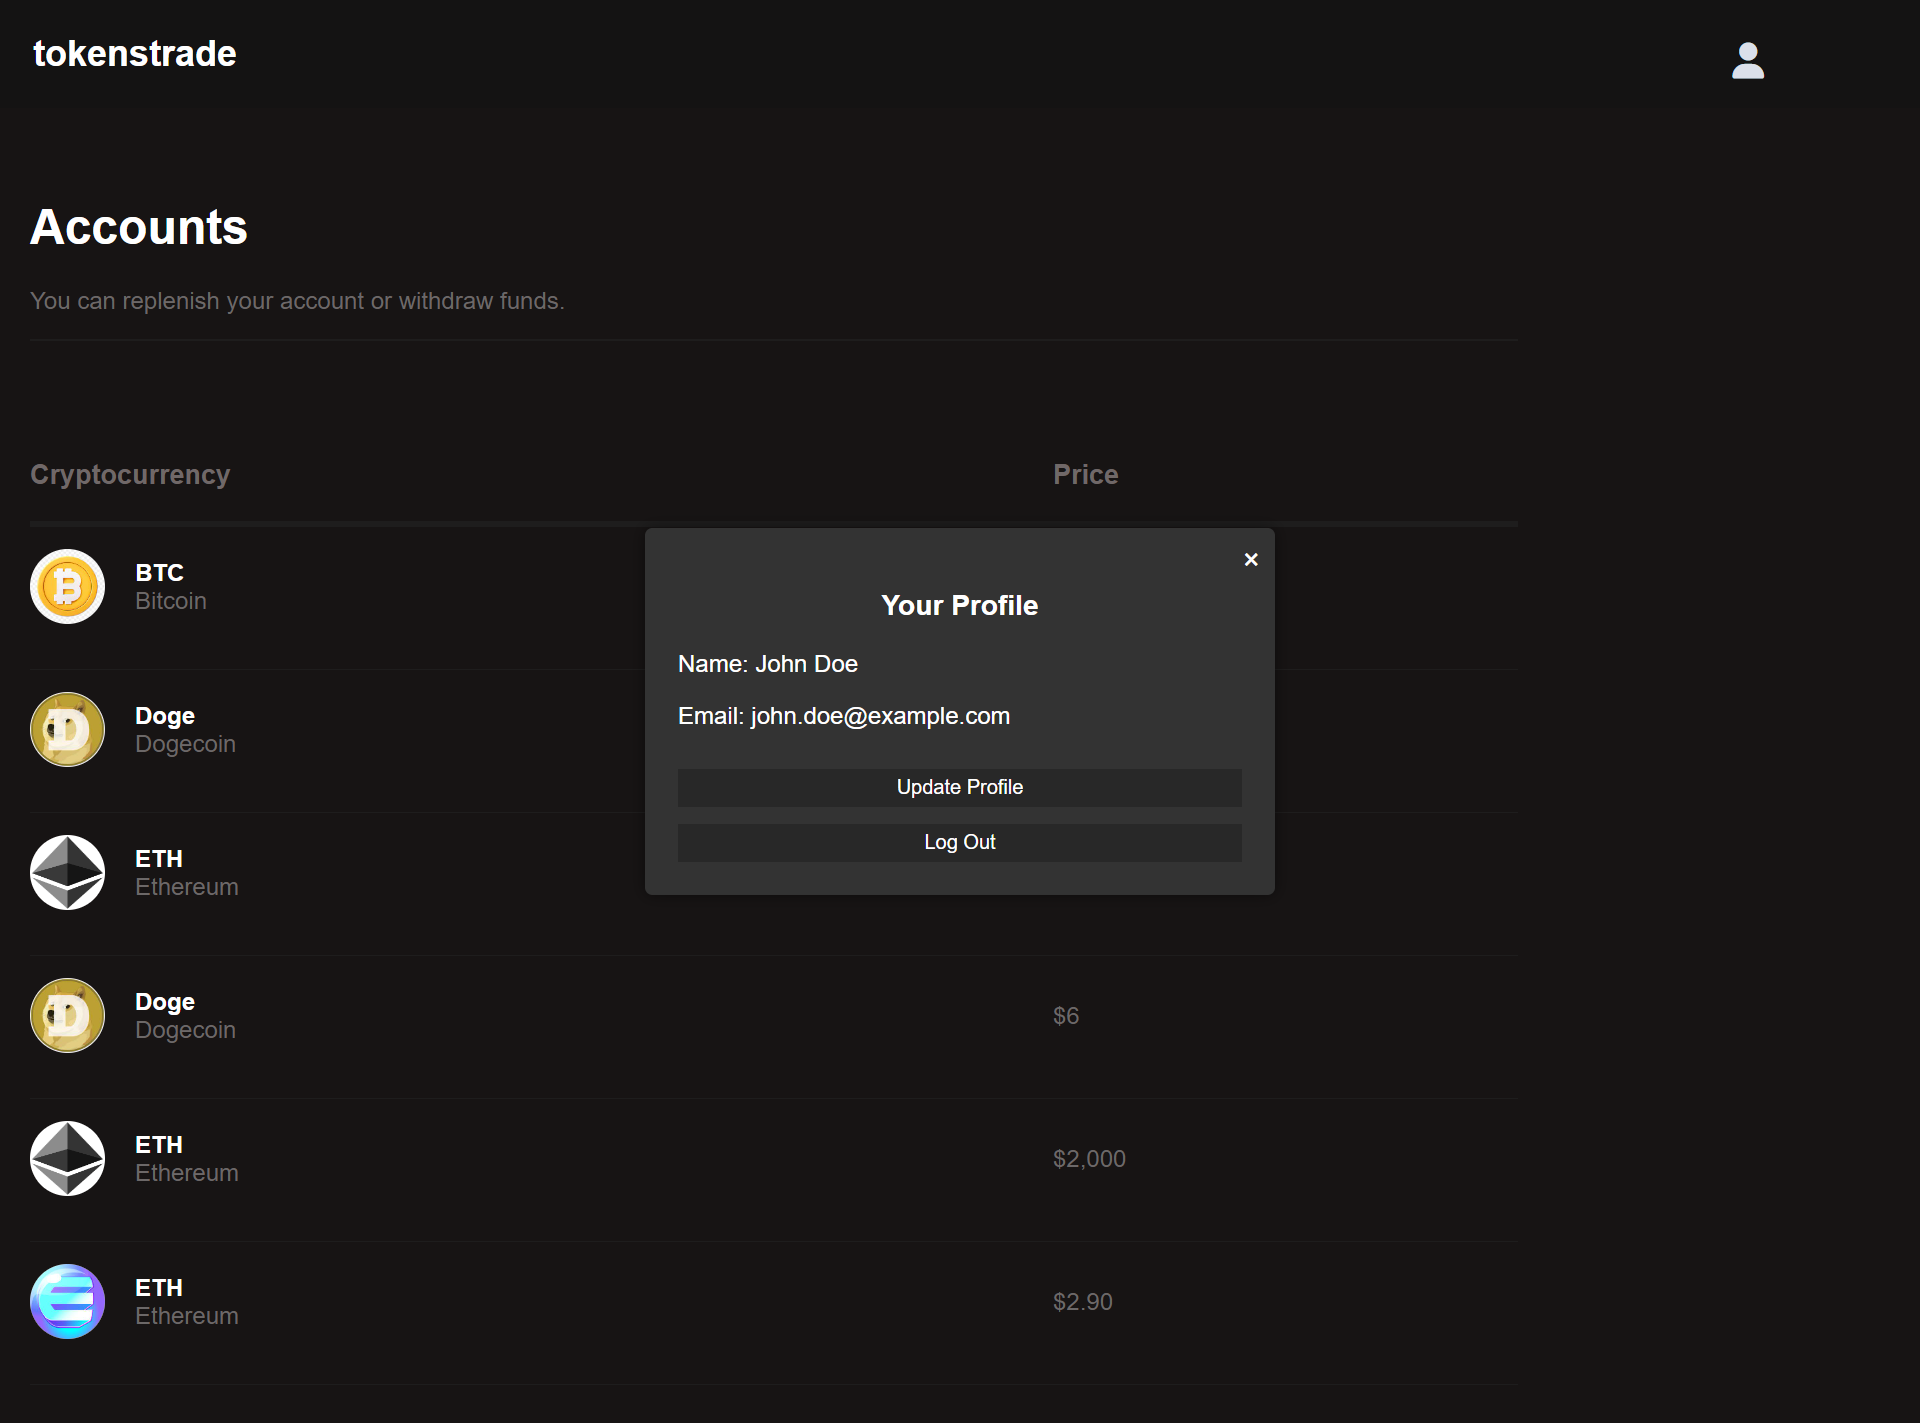 tokenstrade
Accounts
You can replenish your account or withdraw funds.
Cryptocurrency Price
BTC
Bitcoin
×
Your Profile
Name: John Doe
Email: john.doe@example.com
Update Profile
Log Out
Doge
Dogecoin
ETH
Ethereum
Doge
Dogecoin
$6
ETH
Ethereum
$2,000
ETH
Ethereum
$2.90